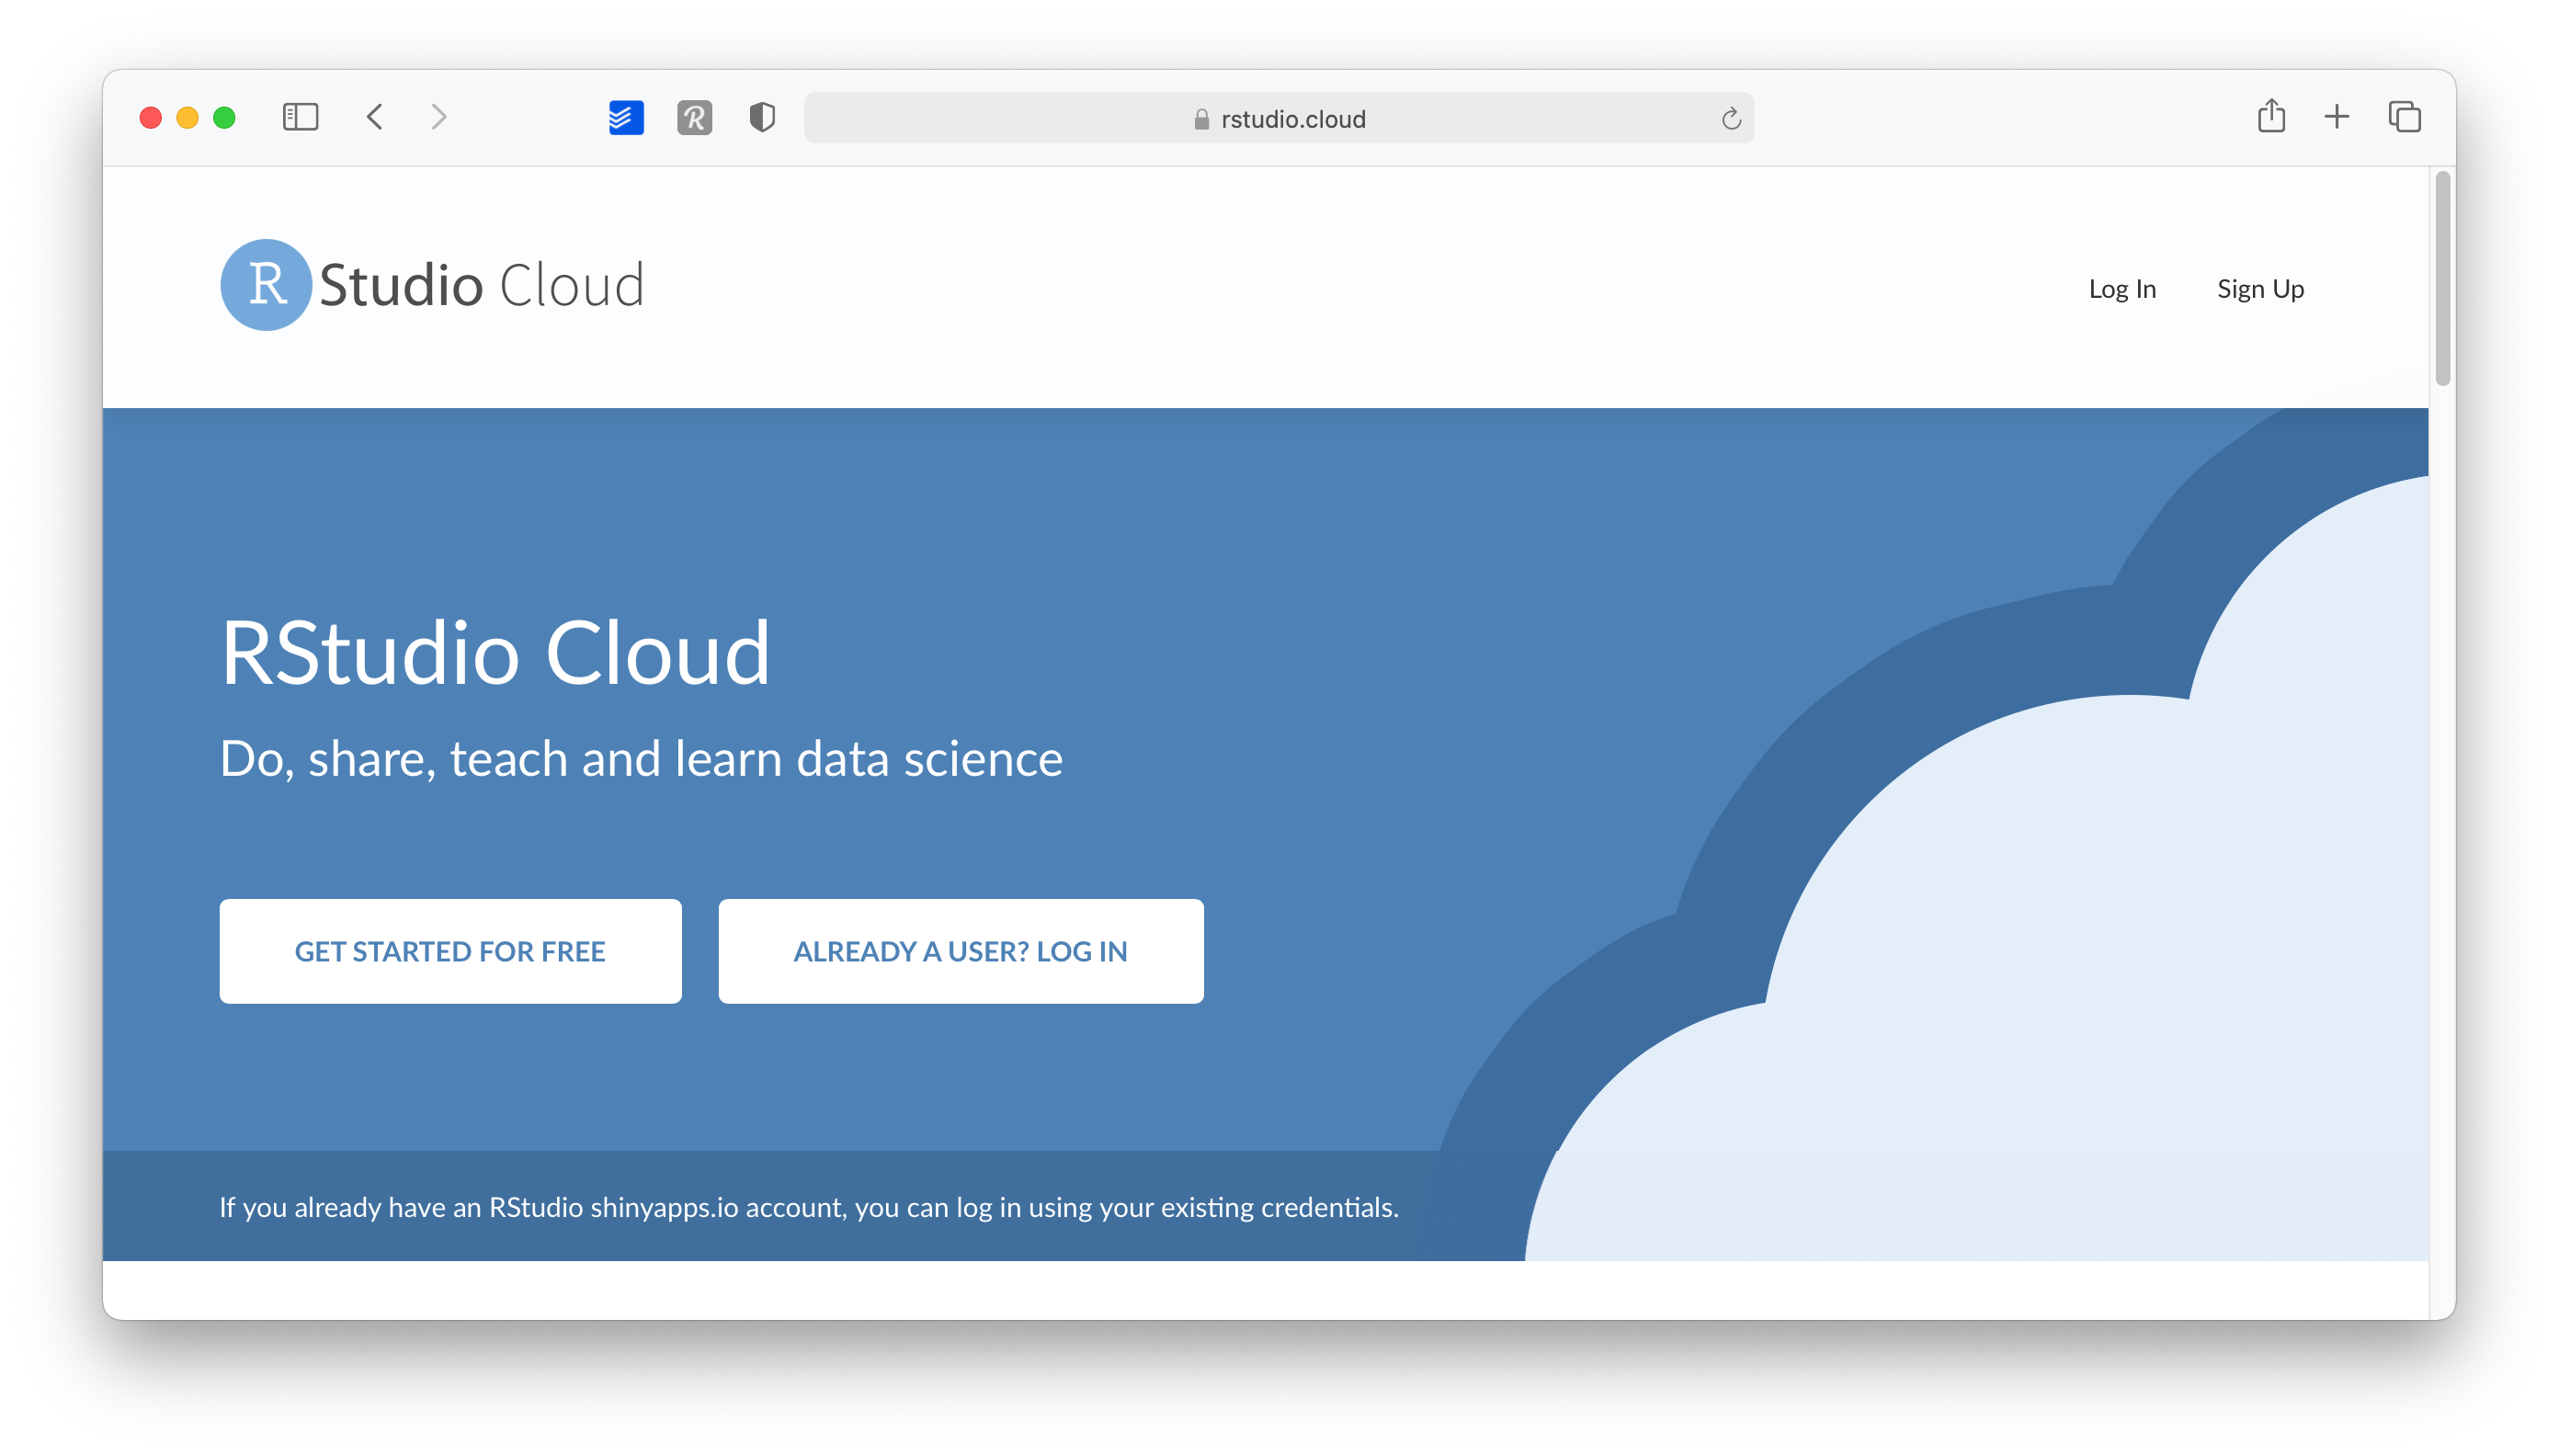 rstudio.cloud
R Studio Cloud
Log In
Sign Up
RStudio Cloud
Do, share, teach and learn data science
GET STARTED FOR FREE
ALREADY A USER? LOG IN
If you already have an RStudio shinyapps.io account, you can log in using your existing credentials.